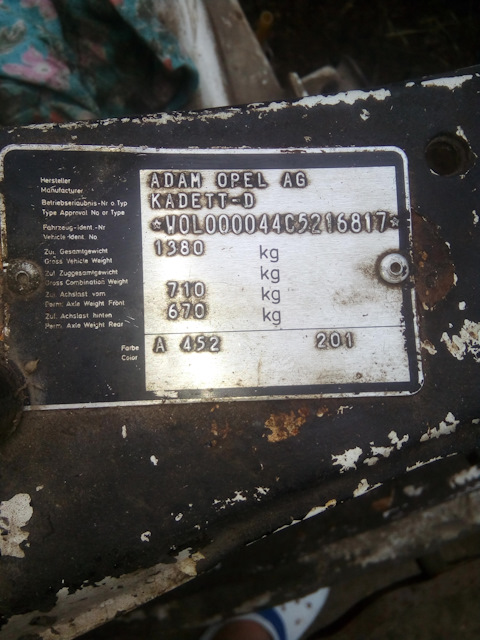 Hersteller
Manufacturer
ADAM OPEL AG
Betriebserlaubnis-Nr o.Typ
Type Approval No or Type
KADETT-D
Fahrzeug-Ident.-Nr
Vehicle Ident. No
*W0L000044C5216817*
Zul. Gesamtgewicht
Gross Vehicle Weight
1380 kg
Zul. Zuggesamtgewicht
Gross Combination Weight
kg
Zul. Achslast vorn
Perm. Axle Weight Front
710 kg
Zul. Achslast hinten
Perm. Axle Weight Rear
670 kg
Farbe
Color
A 452 201